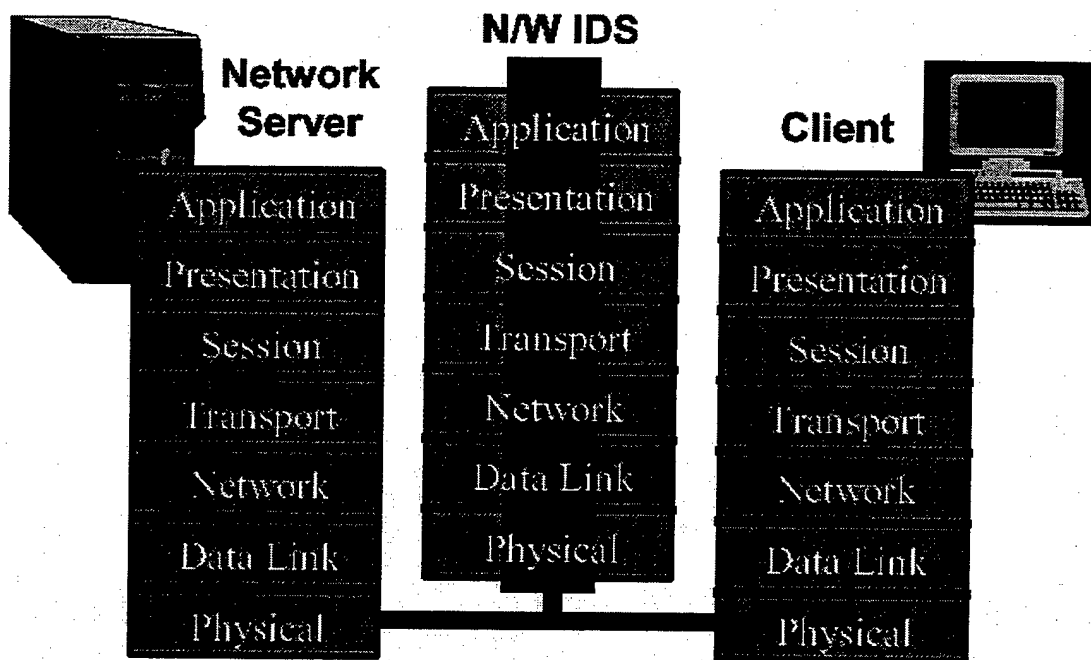 N/W IDS
Network
Server
Client
Application
Presentation
Session
Transport
Network
Data Link
Physical
Application
Presentation
Session
Transport
Network
Data Link
Physical
Application
Presentation
Session
Transport
Network
Data Link
Physical